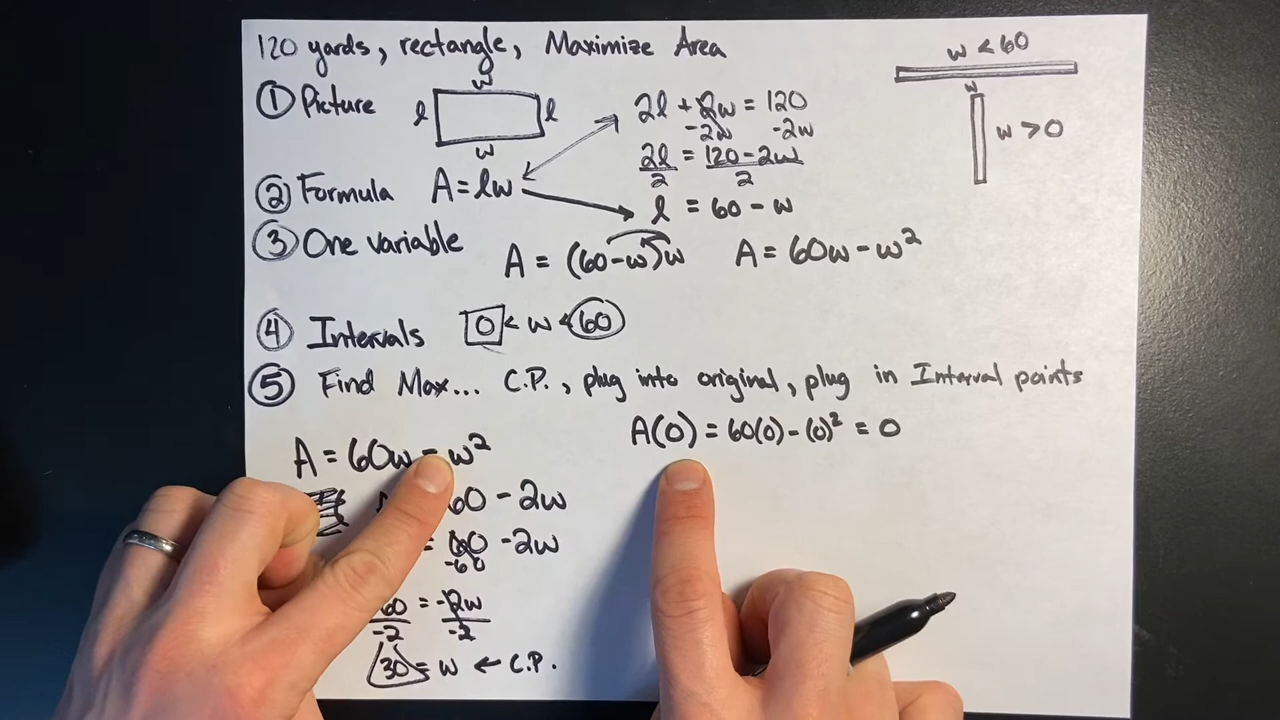 120 yards, rectangle, Maximize Area
① Picture
w
l
l
w
2l + 2w = 120
-2w -2w
2l = 120 - 2w
2 2
l = 60 - w
w < 60
w
w > 0
② Formula A = lw
③ One variable
A = (60-w)w A = 60w - w²
④ Intervals 0 < w < 60
⑤ Find Max... C.P., plug into original, plug in Interval points
A = 60w - w²
60 - 2w
= 60 - 2w
-60
60 = -2w
-2 -2
30 = w ← C.P.
A(0) = 60(0) - (0)² = 0